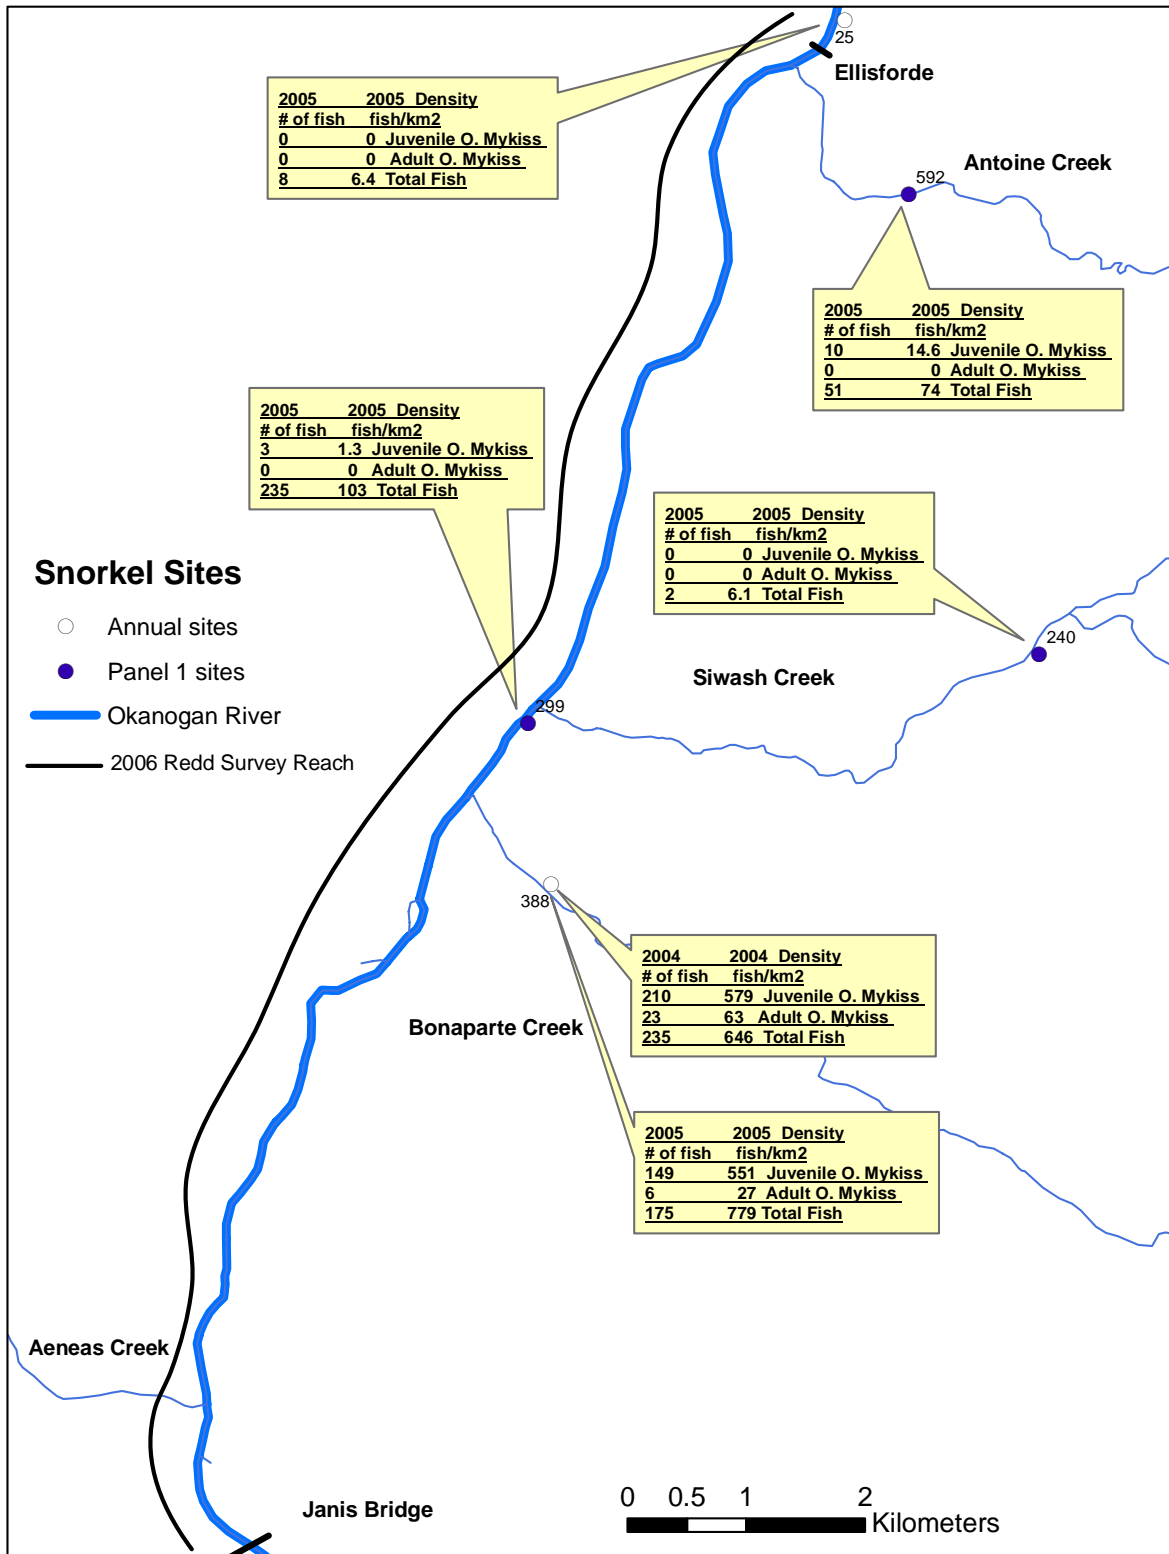 25
Ellisforde
2005 2005 Density
# of fish fish/km2
0 0 Juvenile O. Mykiss
0 0 Adult O. Mykiss
8 6.4 Total Fish
Antoine Creek
592
2005 2005 Density
# of fish fish/km2
10 14.6 Juvenile O. Mykiss
0 0 Adult O. Mykiss
51 74 Total Fish
2005 2005 Density
# of fish fish/km2
3 1.3 Juvenile O. Mykiss
0 0 Adult O. Mykiss
235 103 Total Fish
2005 2005 Density
# of fish fish/km2
0 0 Juvenile O. Mykiss
0 0 Adult O. Mykiss
2 6.1 Total Fish
Snorkel Sites
Annual sites
Panel 1 sites
Okanogan River
2006 Redd Survey Reach
240
Siwash Creek
299
388
2004 2004 Density
# of fish fish/km2
210 579 Juvenile O. Mykiss
23 63 Adult O. Mykiss
235 646 Total Fish
Bonaparte Creek
2005 2005 Density
# of fish fish/km2
149 551 Juvenile O. Mykiss
6 27 Adult O. Mykiss
175 779 Total Fish
Aeneas Creek
Janis Bridge
0 0.5 1 2
Kilometers